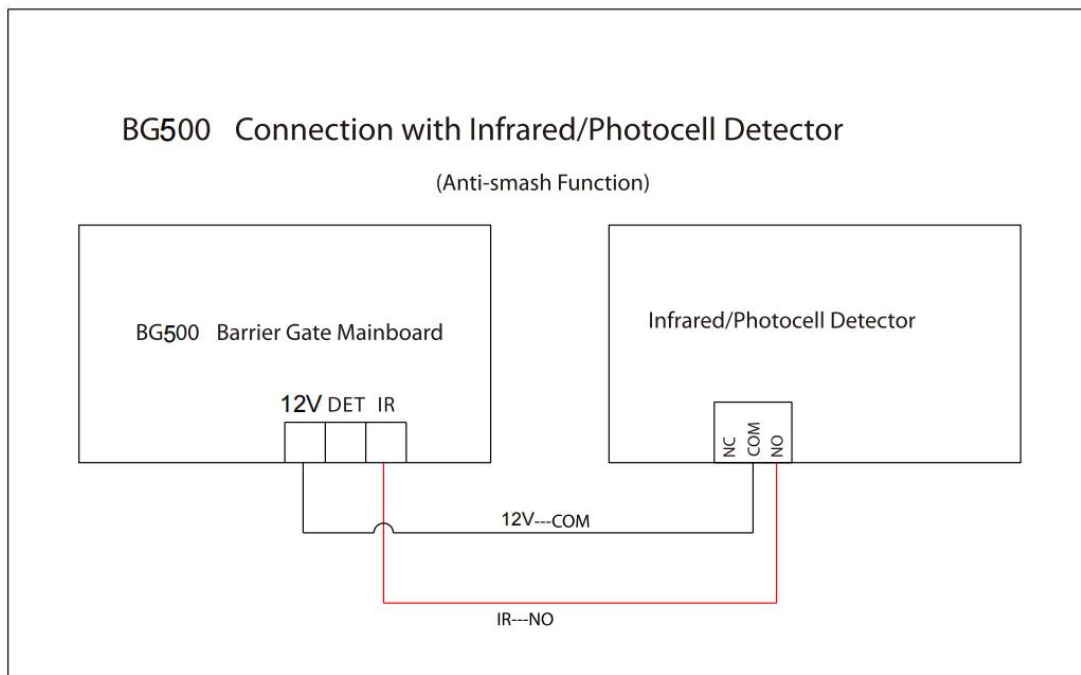 BG500 Connection with Infrared/Photocell Detector
(Anti-smash Function)
BG500 Barrier Gate Mainboard
12V DET IR
Infrared/Photocell Detector
NC
COM
NO
12V---COM
IR---NO